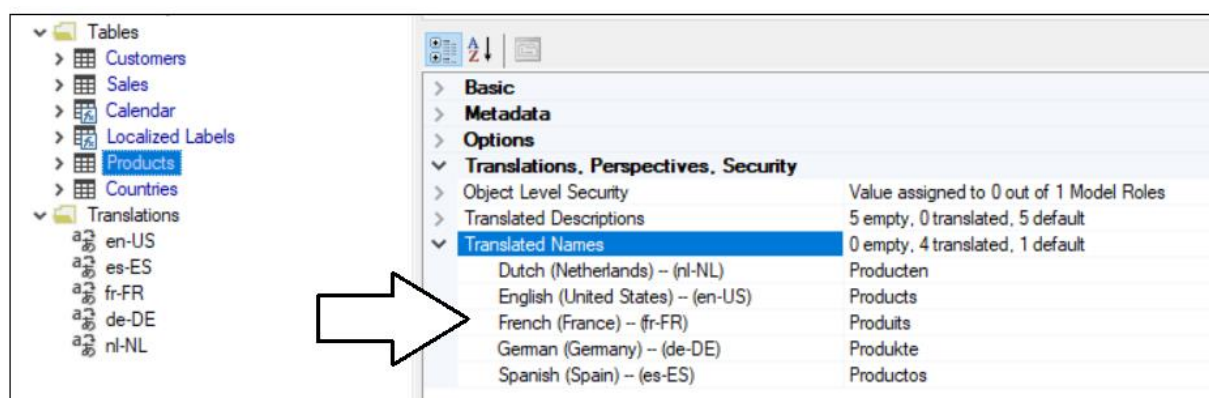 Tables
Customers
Sales
Calendar
Localized Labels
Products
Countries
Translations
en-US
es-ES
fr-FR
de-DE
nl-NL
Basic
Metadata
Options
Translations, Perspectives, Security
Object Level Security Value assigned to 0 out of 1 Model Roles
Translated Descriptions 5 empty, 0 translated, 5 default
Translated Names 0 empty, 4 translated, 1 default
Dutch (Netherlands) -- (nl-NL) Producten
English (United States) -- (en-US) Products
French (France) -- (fr-FR) Produits
German (Germany) -- (de-DE) Produkte
Spanish (Spain) -- (es-ES) Productos